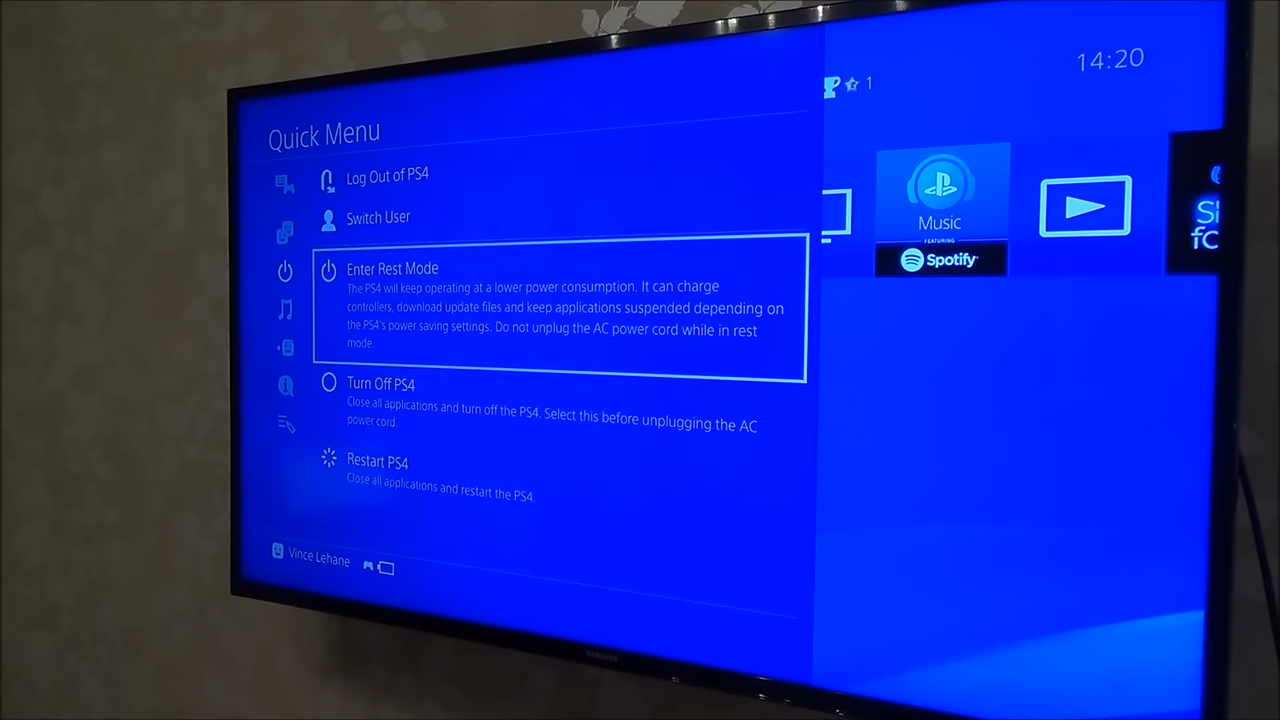 14:20
1
Quick Menu
Log Out of PS4
Switch User
Enter Rest Mode
The PS4 will keep operating at a lower power consumption. It can charge
controllers, download update files and keep applications suspended depending on
the PS4's power saving settings. Do not unplug the AC power cord while in rest
mode.
Turn Off PS4
Close all applications and turn off the PS4. Select this before unplugging the AC
power cord.
Restart PS4
Close all applications and restart the PS4.
Vince Lehane
Music
FEATURING
Spotify
SAMSUNG